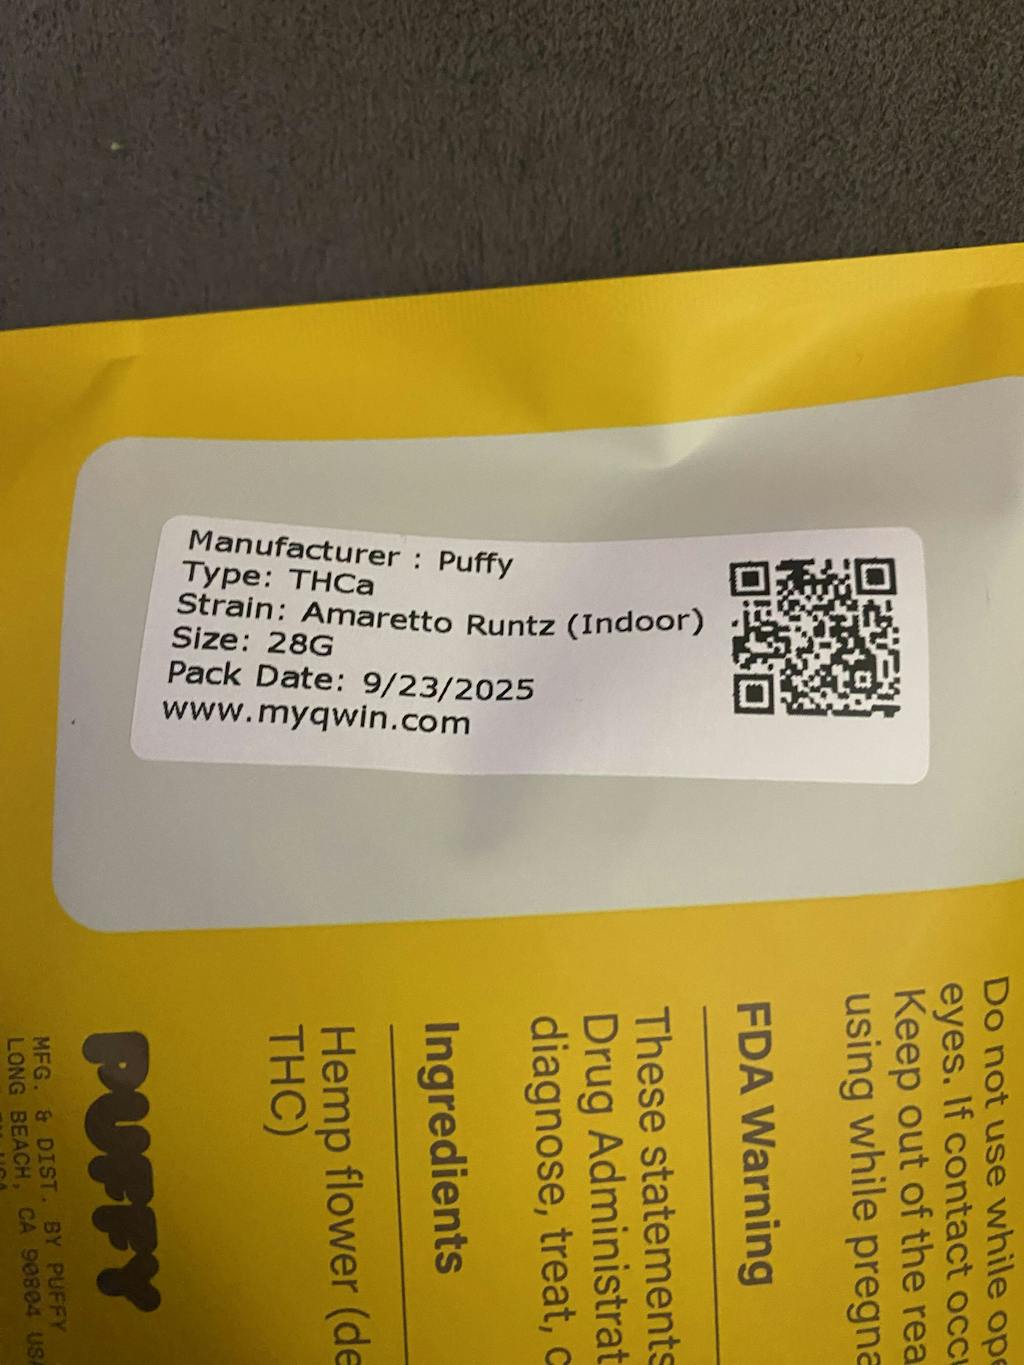 Manufacturer : Puffy
Type: THCa
Strain: Amaretto Runtz (Indoor)
Size: 28G
Pack Date: 9/23/2025
www.myqwin.com
Do not use while ope
eyes. If contact occ
Keep out of the rea
using while pregna
FDA Warning
These statements
Drug Administrat
diagnose, treat, c
Ingredients
Hemp flower (de
THC)
PUFFY
MFG. & DIST. BY PUFFY
LONG BEACH, CA 90804 USA